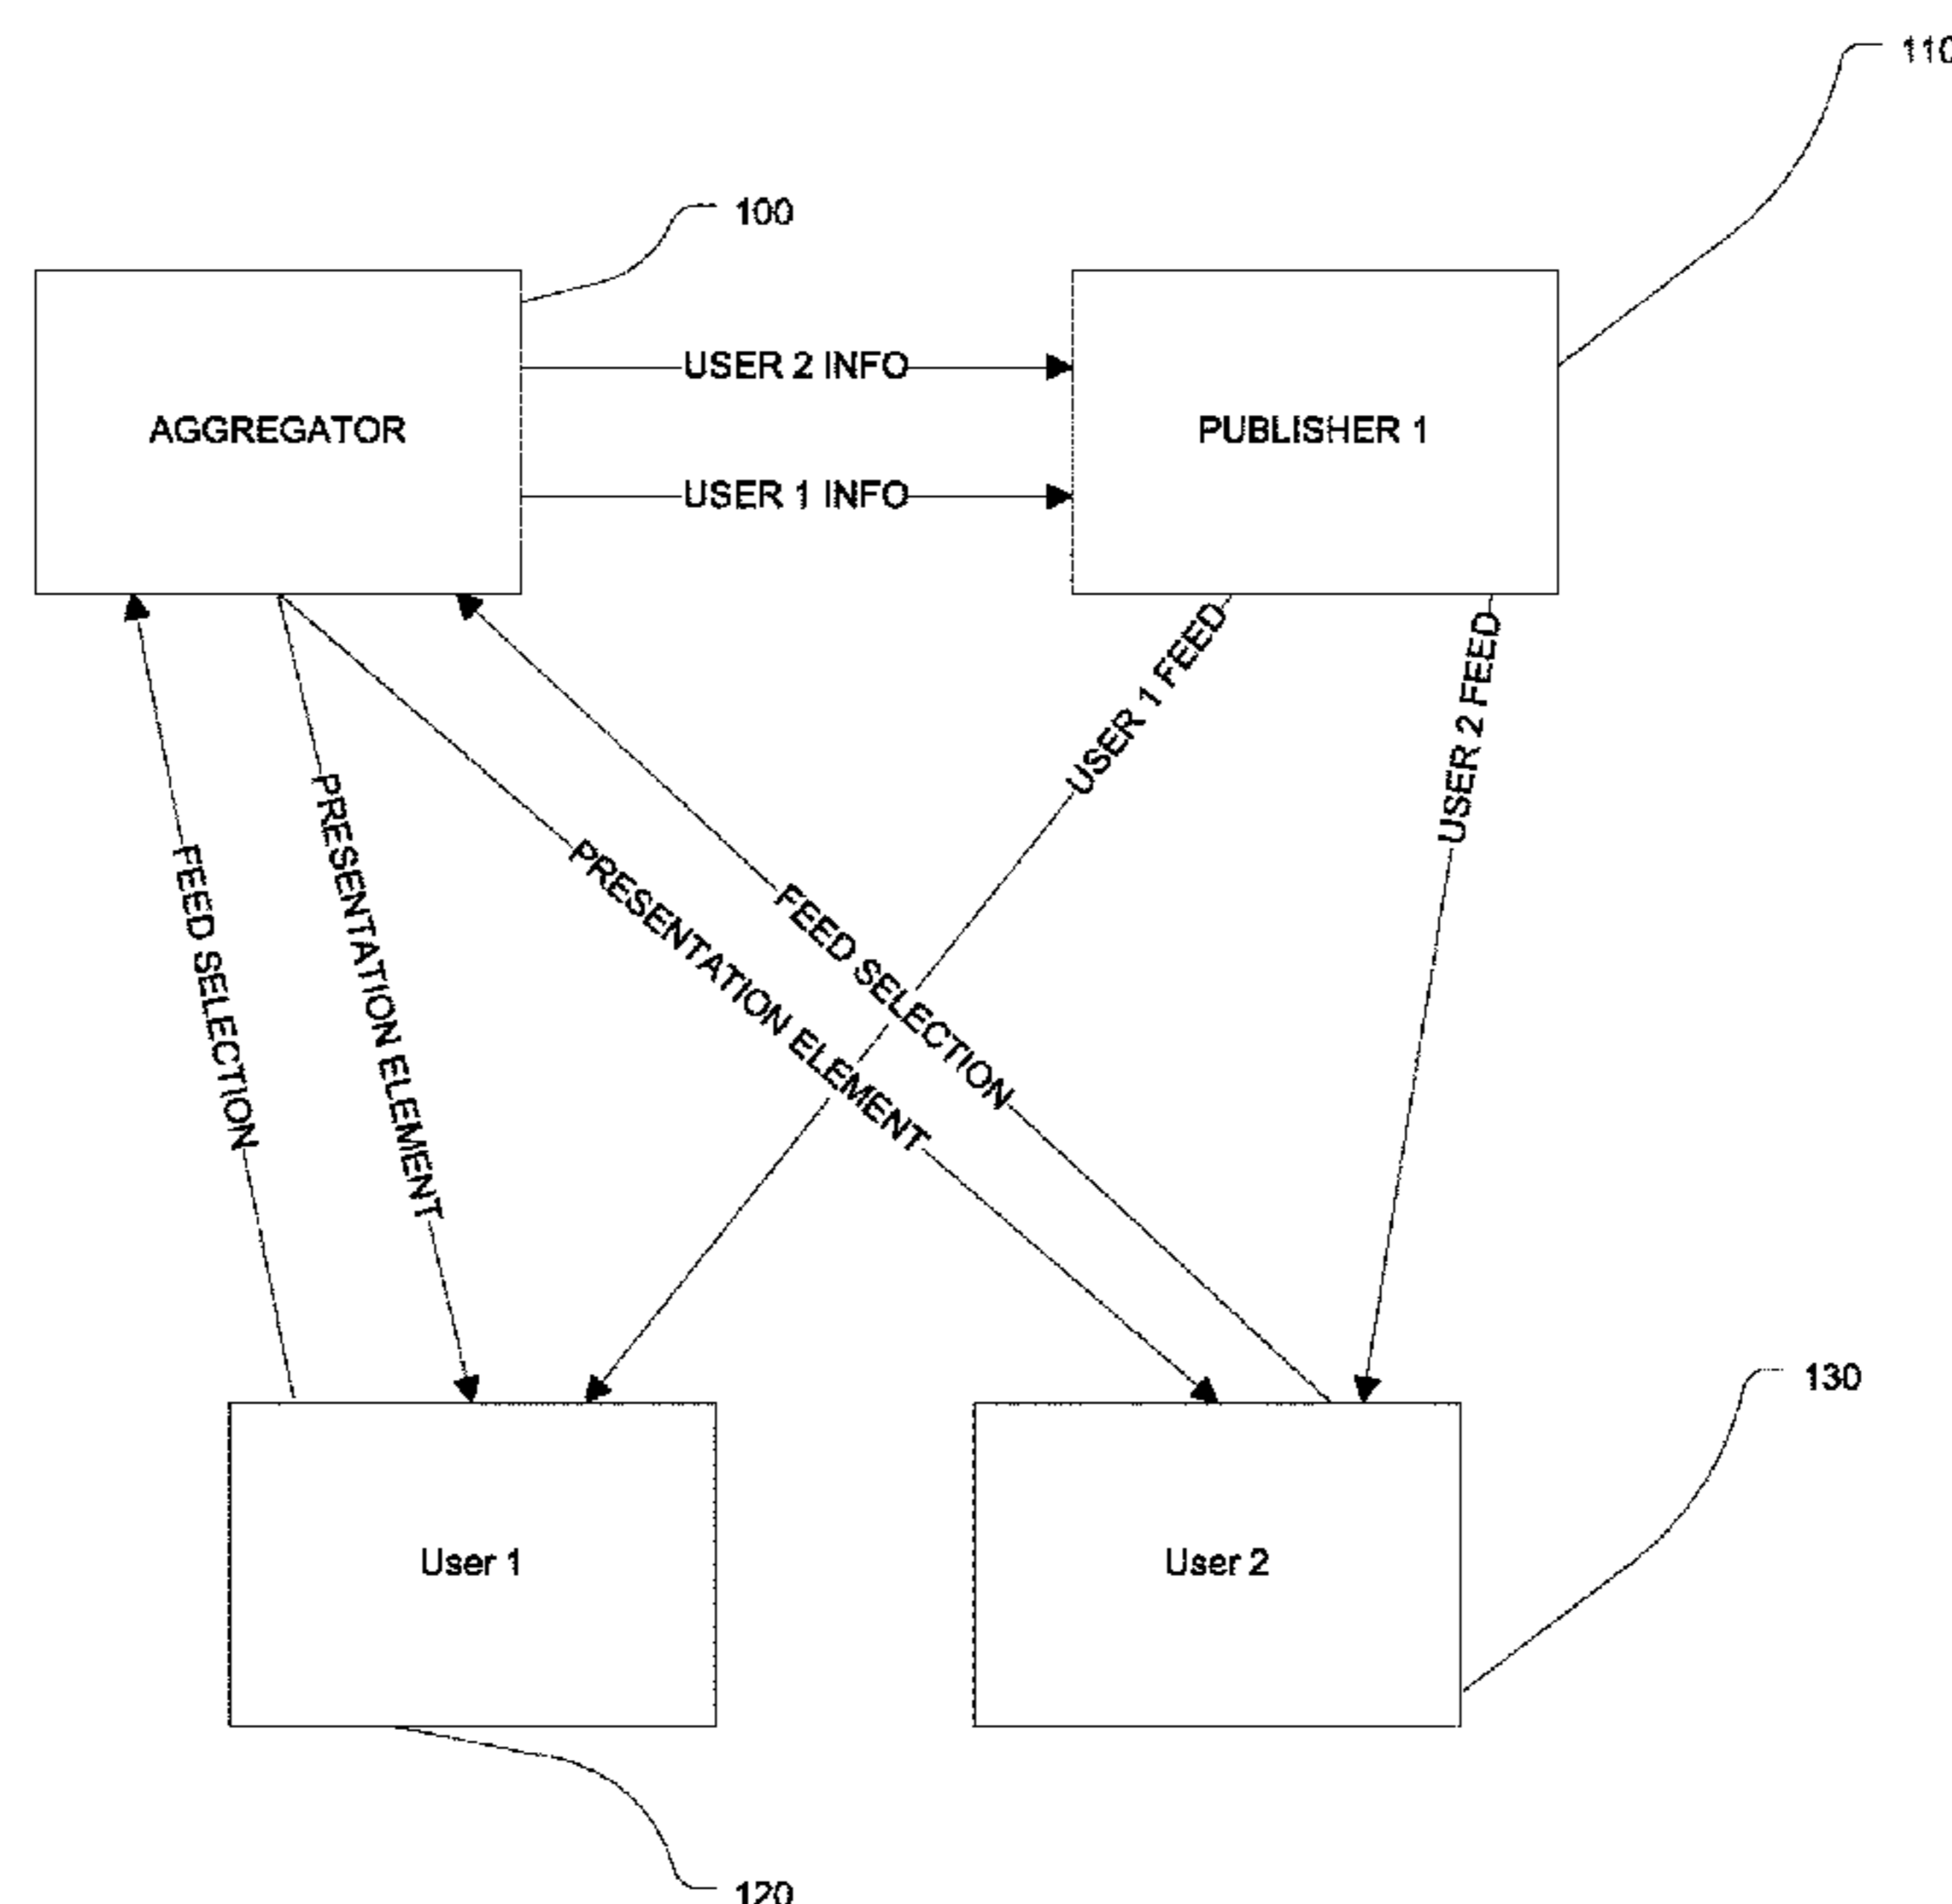 110
100
USER 2 INFO
AGGREGATOR
PUBLISHER 1
USER 1 INFO
USER 1 FEED
USER 2 FEED
FEED SELECTION
PRESENTATION ELEMENT
PRESENTATION ELEMENT
FEED SELECTION
130
User 1
User 2
120